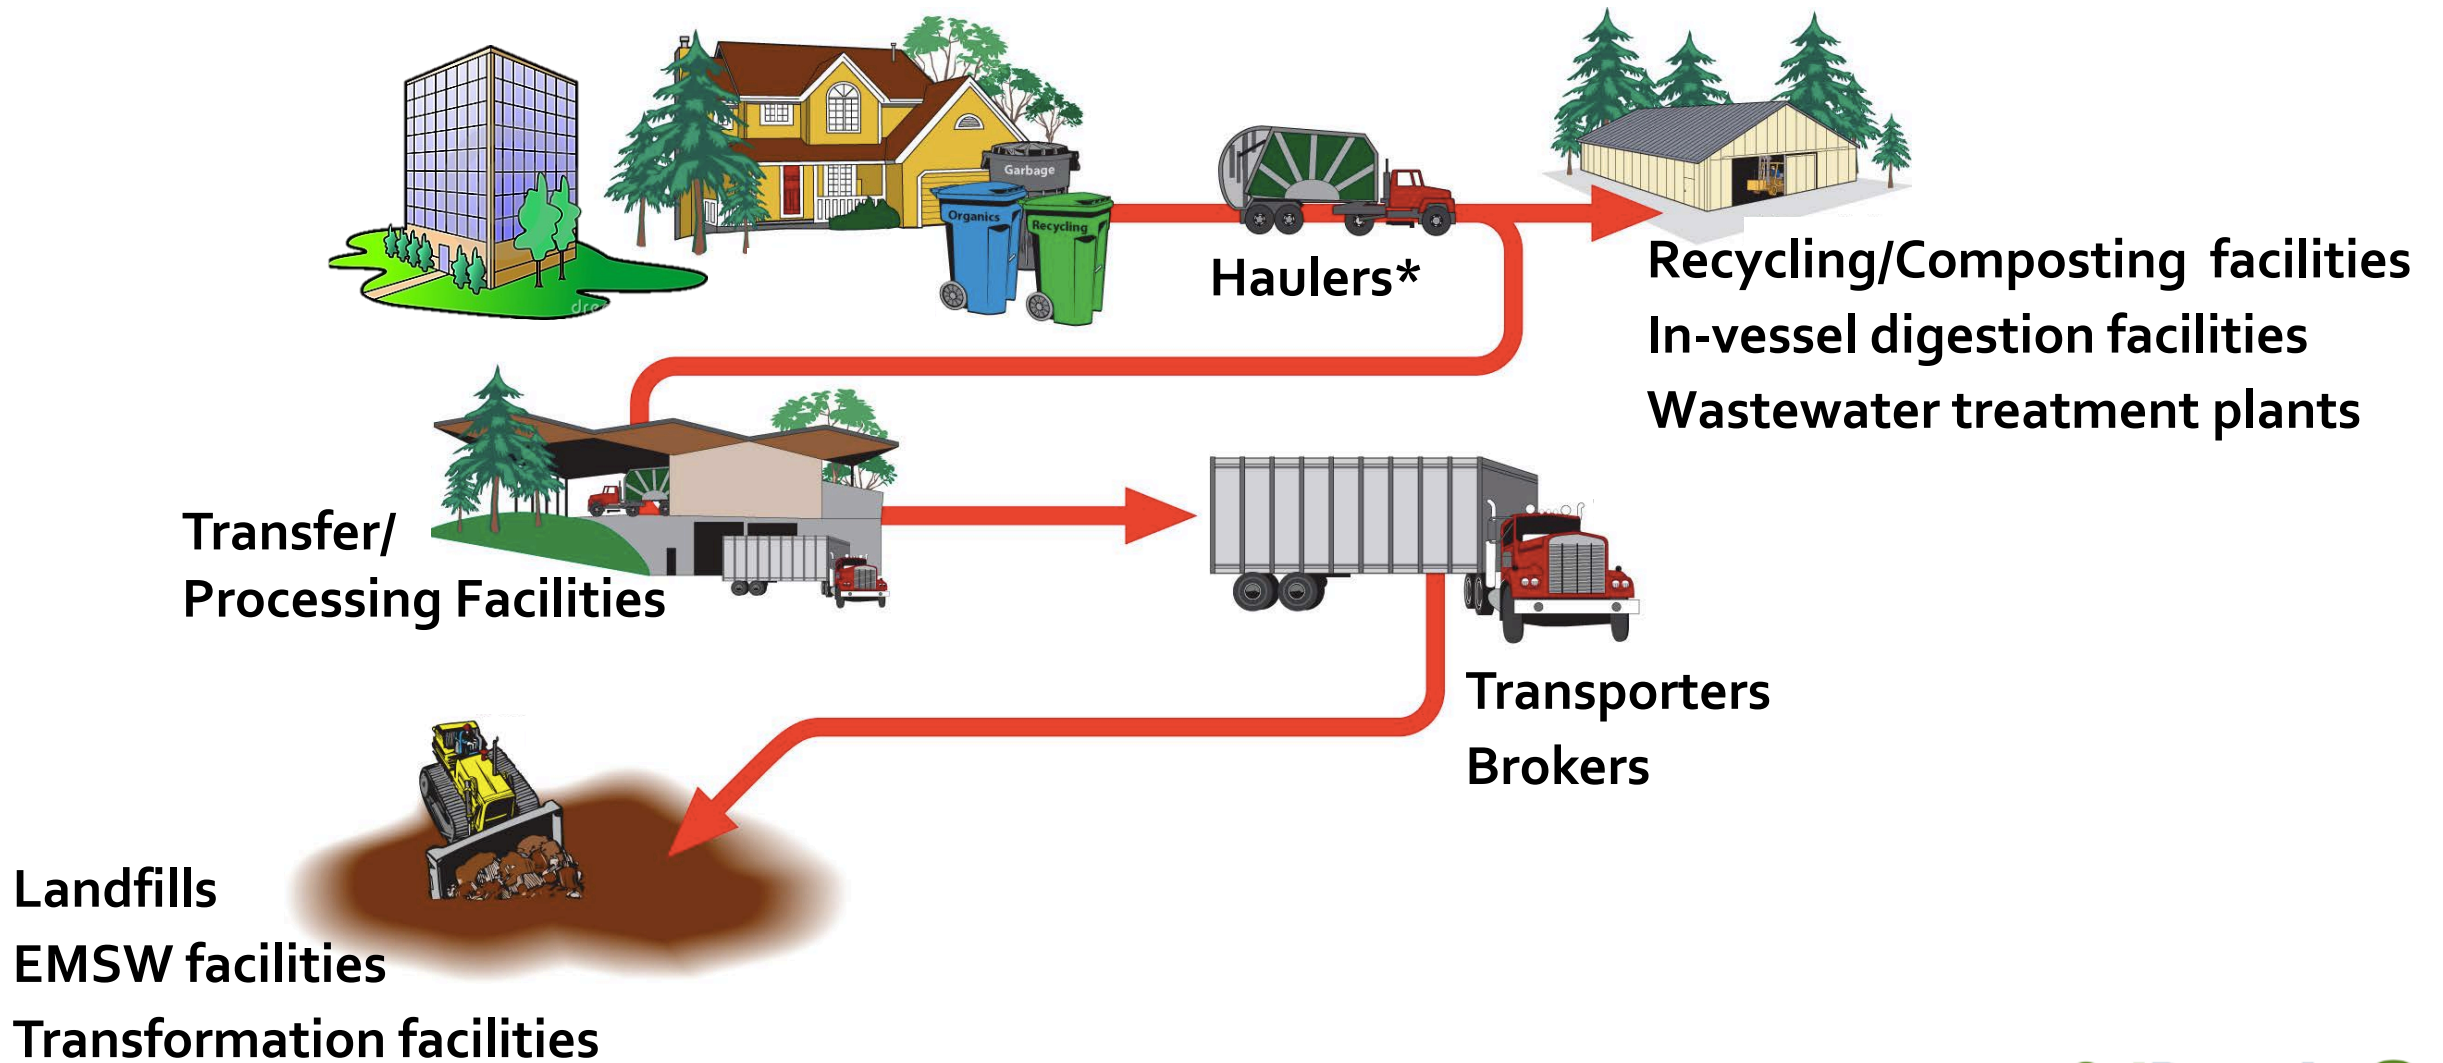 Garbage
Organics
Recycling
Haulers*
Recycling/Composting facilities
In-vessel digestion facilities
Wastewater treatment plants
Transfer/
Processing Facilities
Transporters
Brokers
Landfills
EMSW facilities
Transformation facilities